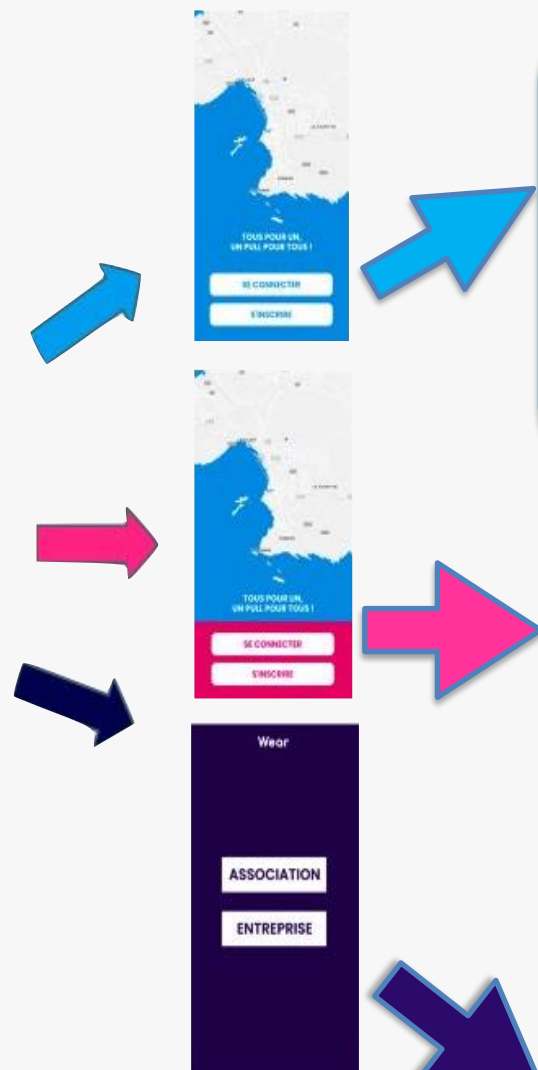 TOUS POUR UN,
UN PULL POUR TOUS !
SE CONNECTER
S'INSCRIRE
TOUS POUR UN,
UN PULL POUR TOUS !
SE CONNECTER
S'INSCRIRE
Wear
ASSOCIATION
ENTREPRISE